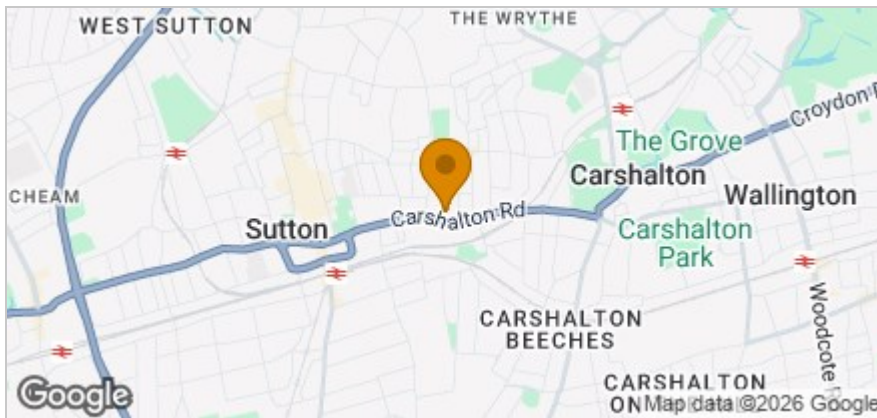 WEST SUTTON
THE WRYTHE
Croydon R
The Grove
Carshalton
Wallington
CHEAM
Carshalton Rd
Sutton
Carshalton
Park
CARSHALTON
BEECHES
Woodcote
CARSHALTON
Google
Map data ©2026 Google